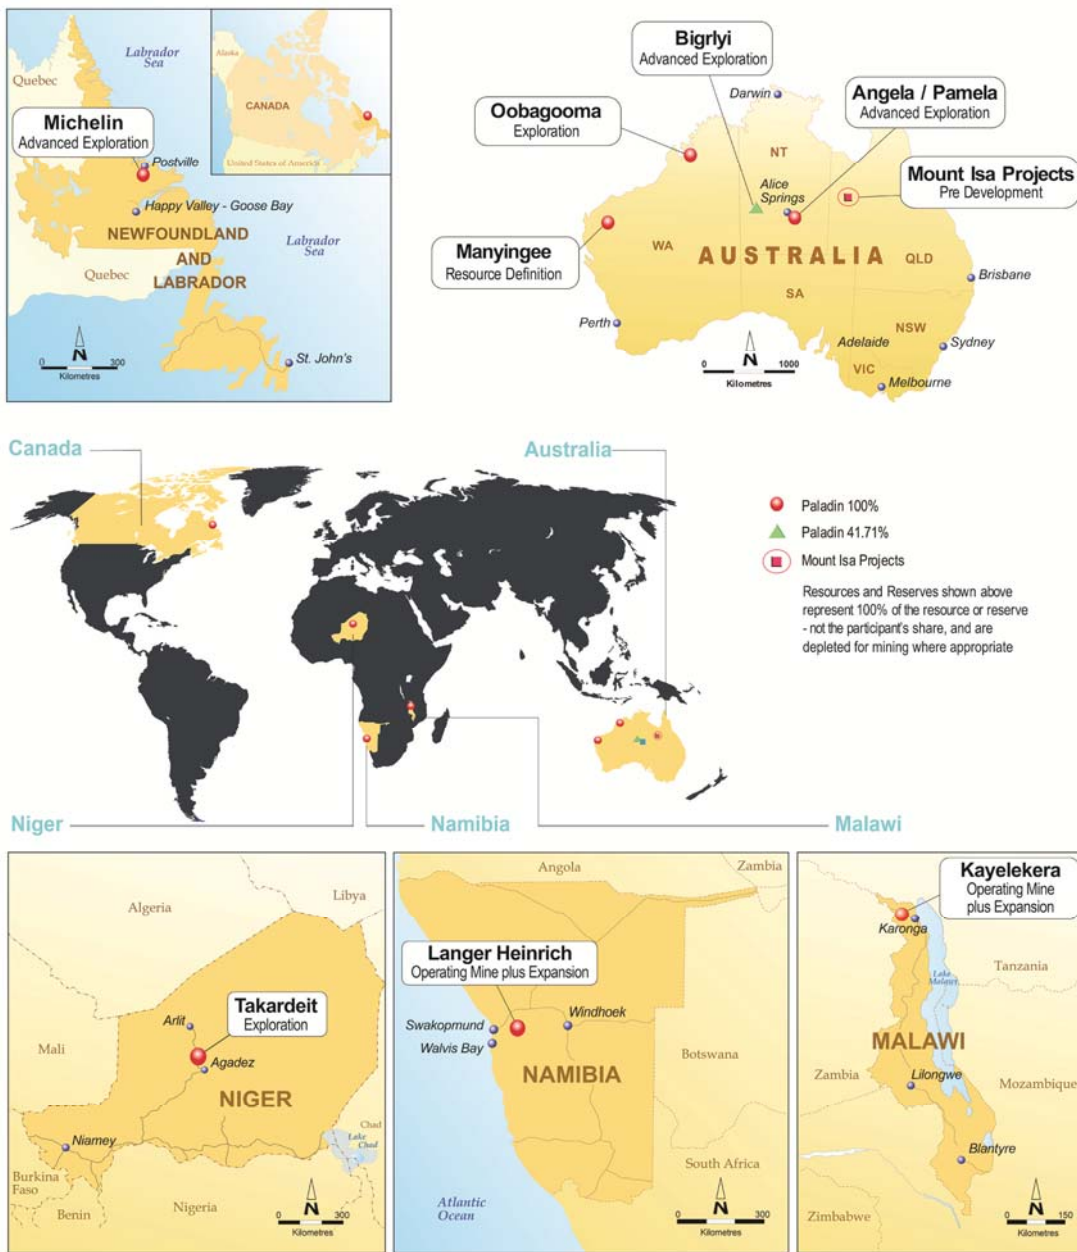 Labrador
Sea
Quebec
Michelin
Advanced Exploration
Postville
Happy Valley - Goose Bay
NEWFOUNDLAND
AND
LABRADOR
Labrador
Sea
Quebec
St. John's
N
0 300
Kilometres
Alaska
CANADA
United States of America
Bigrlyi
Advanced Exploration
Oobagooma
Exploration
Darwin
Angela / Pamela
Advanced Exploration
Mount Isa Projects
Pre Development
NT
Alice
Springs
Manyingee
Resource Definition
WA
AUSTRALIA
QLD
SA
Brisbane
Perth
NSW
Adelaide
Sydney
VIC
Melbourne
N
0 1000
Kilometres
Canada
Australia
Paladin 100%
Paladin 41.71%
Mount Isa Projects
Resources and Reserves shown above
represent 100% of the resource or reserve
- not the participant's share, and are
depleted for mining where appropriate
Niger
Namibia
Malawi
Algeria
Libya
Takardeit
Exploration
Arlit
Agadez
Mali
NIGER
Niamey
Chad
Lake
Chad
Burkina
Faso
Benin
Nigeria
N
0 300
Kilometres
Angola
Zambia
Langer Heinrich
Operating Mine plus Expansion
Windhoek
Swakopmund
Walvis Bay
Botswana
NAMIBIA
South Africa
Atlantic
Ocean
N
0 300
Kilometres
Kayelekera
Operating Mine
plus Expansion
Karonga
Lake
Malawi
Tanzania
MALAWI
Zambia
Lilongwe
Mozambique
Blantyre
Zimbabwe
N
0 150
Kilometres